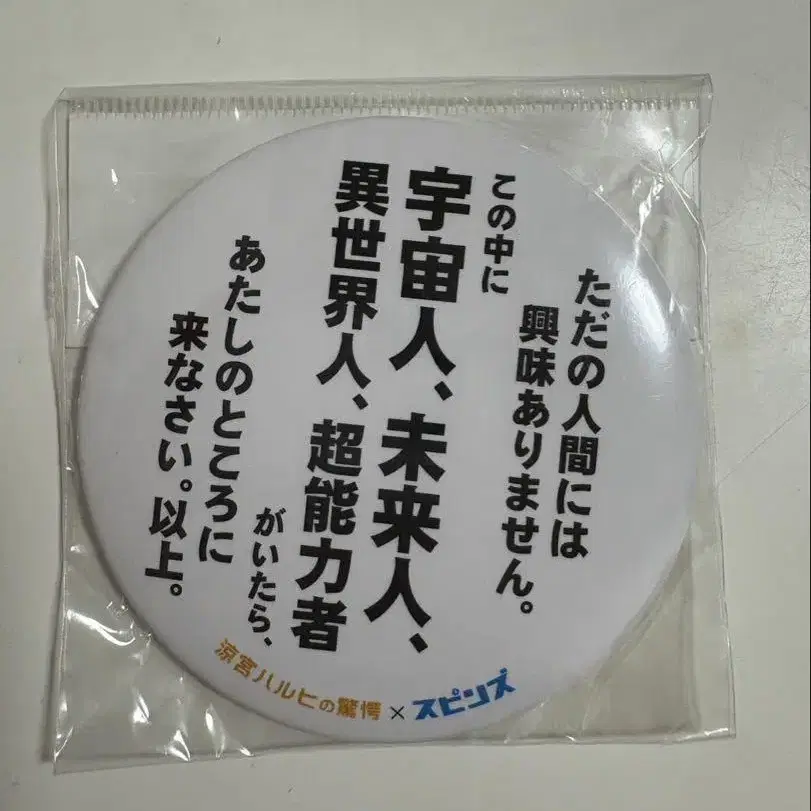 ただの人間には
興味ありません。
この中に
宇宙人、未来人、
異世界人、超能力者
がいたら、
あたしのところに
来なさい。以上。
涼宮ハルヒの驚愕×スピンズ